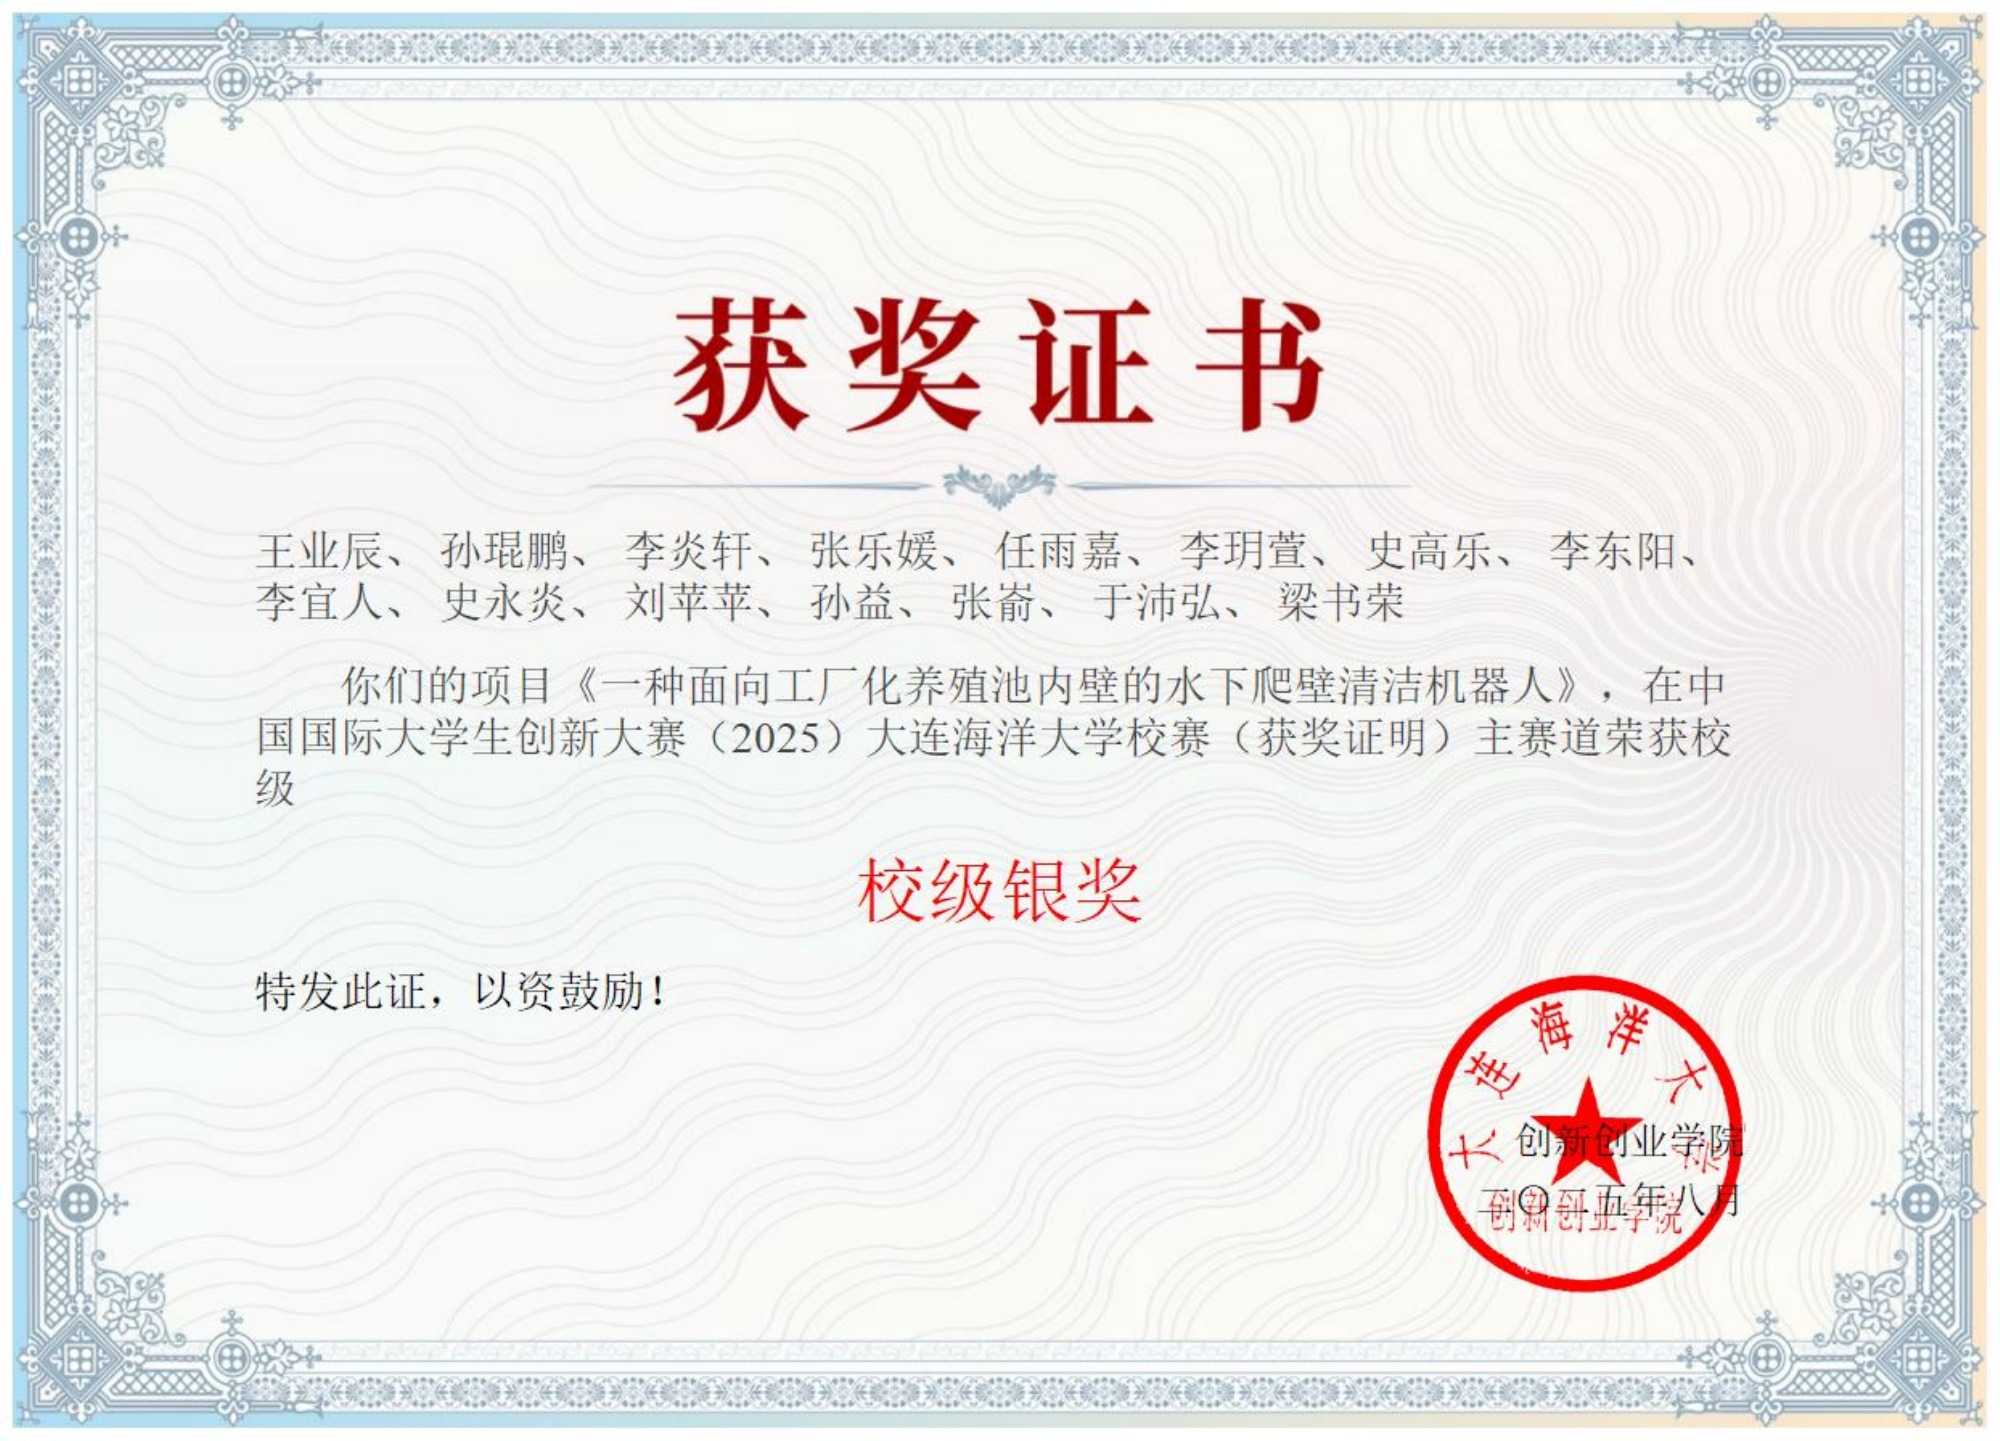 获奖证书
王业辰、 孙琨鹏、 李炎轩、 张乐媛、 任雨嘉、 李玥萱、 史高乐、 李东阳、
李宜人、 史永炎、 刘苹苹、 孙益、 张嵛、 于沛弘、 梁书荣
你们的项目《一种面向工厂化养殖池内壁的水下爬壁清洁机器人》，在中
国国际大学生创新大赛（2025）大连海洋大学校赛（获奖证明）主赛道荣获校
级
校级银奖
特发此证，以资鼓励！
大连海洋大学
创新创业学院
二〇二五年八月
创新创业学院